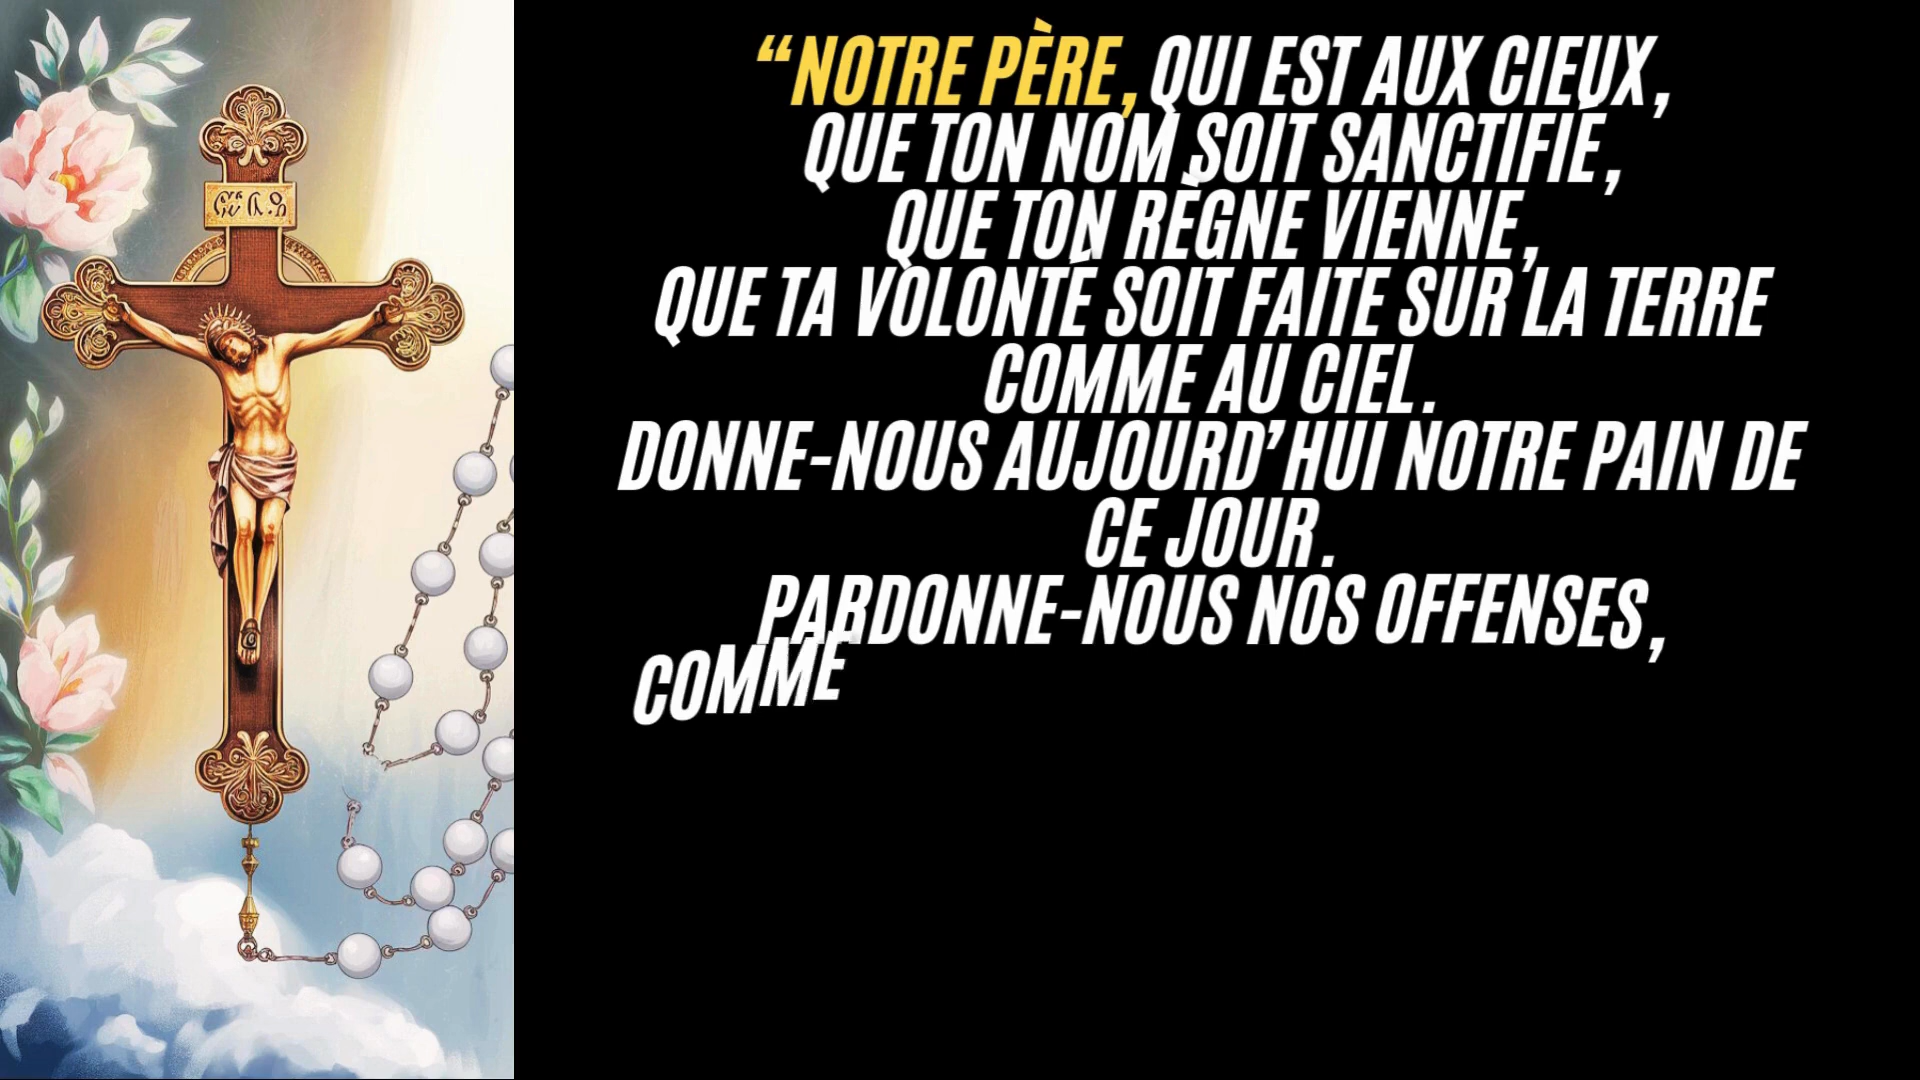 “NOTRE PÈRE, QUI EST AUX CIEUX,
QUE TON NOM SOIT SANCTIFIÉ,
QUE TON RÈGNE VIENNE,
QUE TA VOLONTÉ SOIT FAITE SUR LA TERRE
COMME AU CIEL.
DONNE-NOUS AUJOURD’HUI NOTRE PAIN DE
CE JOUR.
PARDONNE-NOUS NOS OFFENSES,
COMME